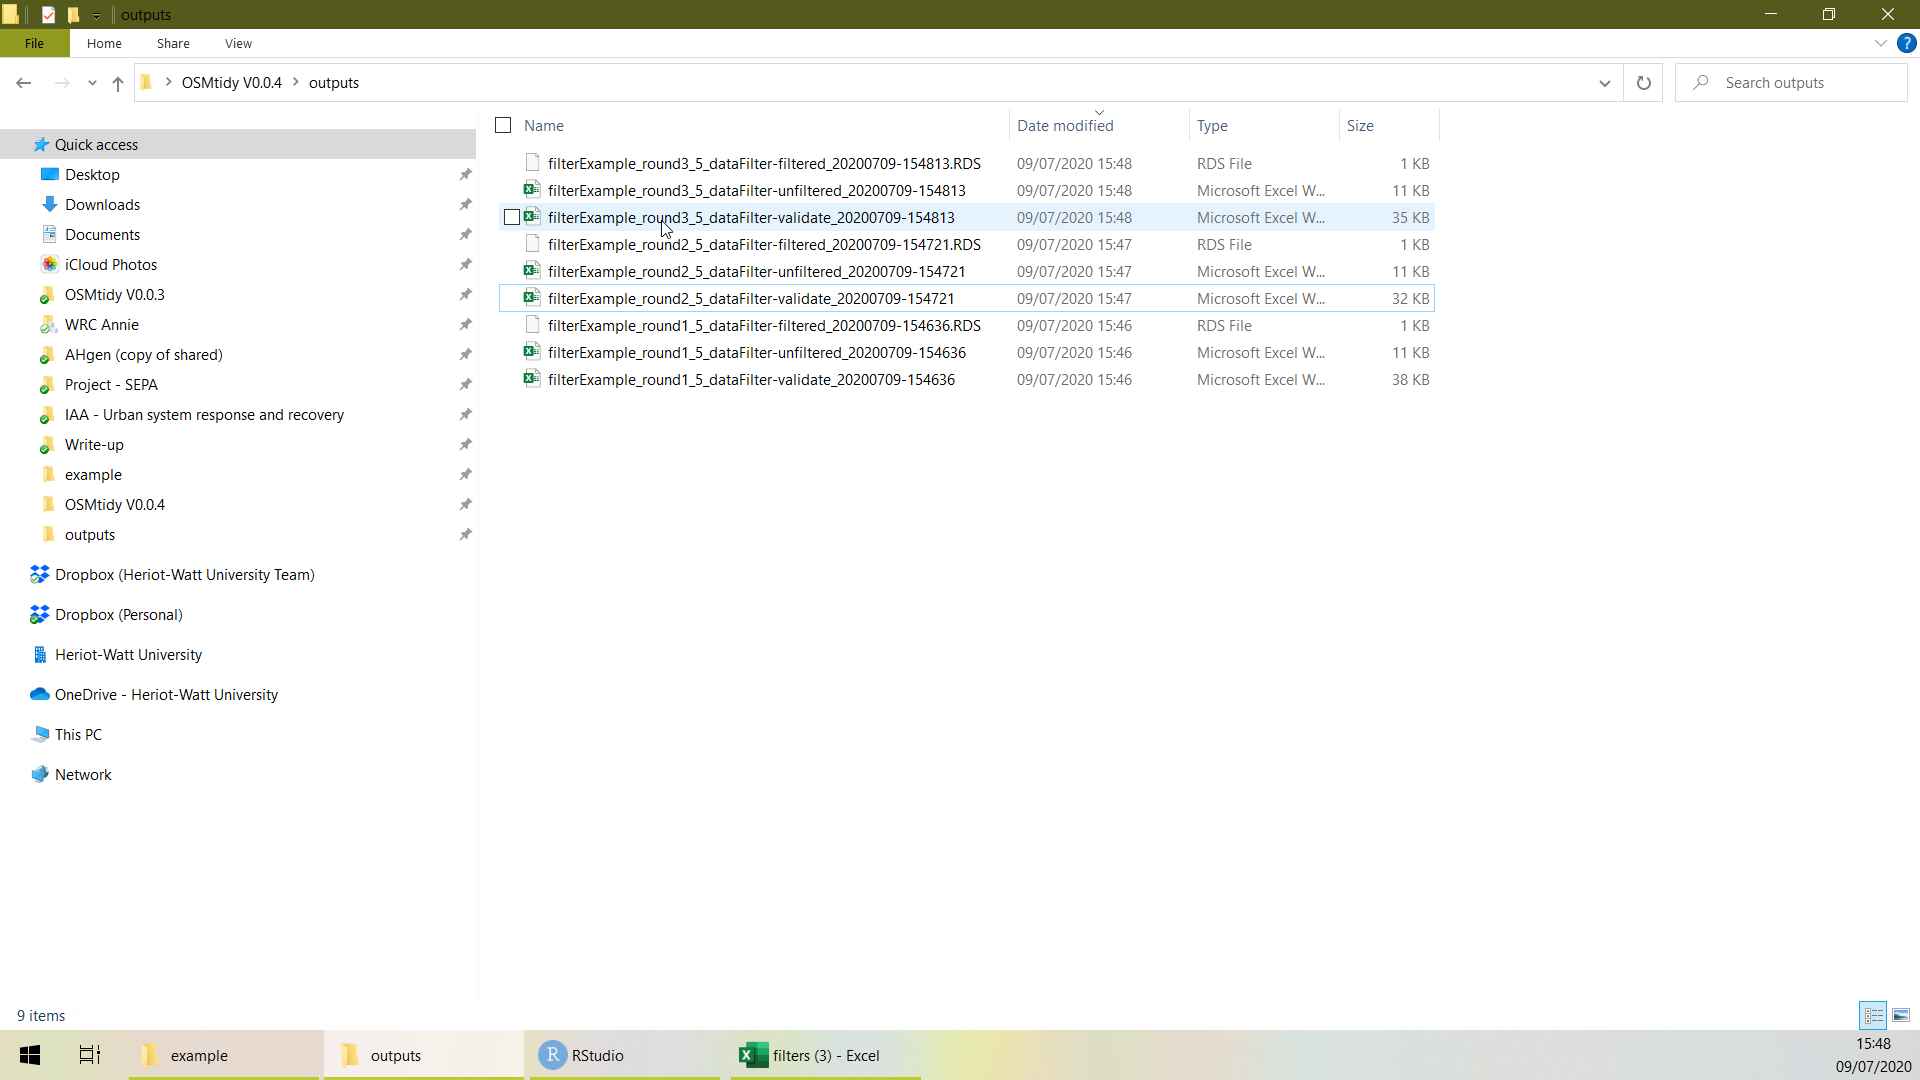 outputs
File Home Share View ?
OSMtidy V0.0.4 outputs Search outputs
Name Date modified Type Size
Quick access
Desktop
Downloads
Documents
iCloud Photos
OSMtidy V0.0.3
WRC Annie
AHgen (copy of shared)
Project - SEPA
IAA - Urban system response and recovery
Write-up
example
OSMtidy V0.0.4
outputs
Dropbox (Heriot-Watt University Team)
Dropbox (Personal)
Heriot-Watt University
OneDrive - Heriot-Watt University
This PC
Network
filterExample_round3_5_dataFilter-filtered_20200709-154813.RDS 09/07/2020 15:48 RDS File 1 KB
filterExample_round3_5_dataFilter-unfiltered_20200709-154813 09/07/2020 15:48 Microsoft Excel W... 11 KB
filterExample_round3_5_dataFilter-validate_20200709-154813 09/07/2020 15:48 Microsoft Excel W... 35 KB
filterExample_round2_5_dataFilter-filtered_20200709-154721.RDS 09/07/2020 15:47 RDS File 1 KB
filterExample_round2_5_dataFilter-unfiltered_20200709-154721 09/07/2020 15:47 Microsoft Excel W... 11 KB
filterExample_round2_5_dataFilter-validate_20200709-154721 09/07/2020 15:47 Microsoft Excel W... 32 KB
filterExample_round1_5_dataFilter-filtered_20200709-154636.RDS 09/07/2020 15:46 RDS File 1 KB
filterExample_round1_5_dataFilter-unfiltered_20200709-154636 09/07/2020 15:46 Microsoft Excel W... 11 KB
filterExample_round1_5_dataFilter-validate_20200709-154636 09/07/2020 15:46 Microsoft Excel W... 38 KB
9 items
example outputs R RStudio filters (3) - Excel
15:48
09/07/2020